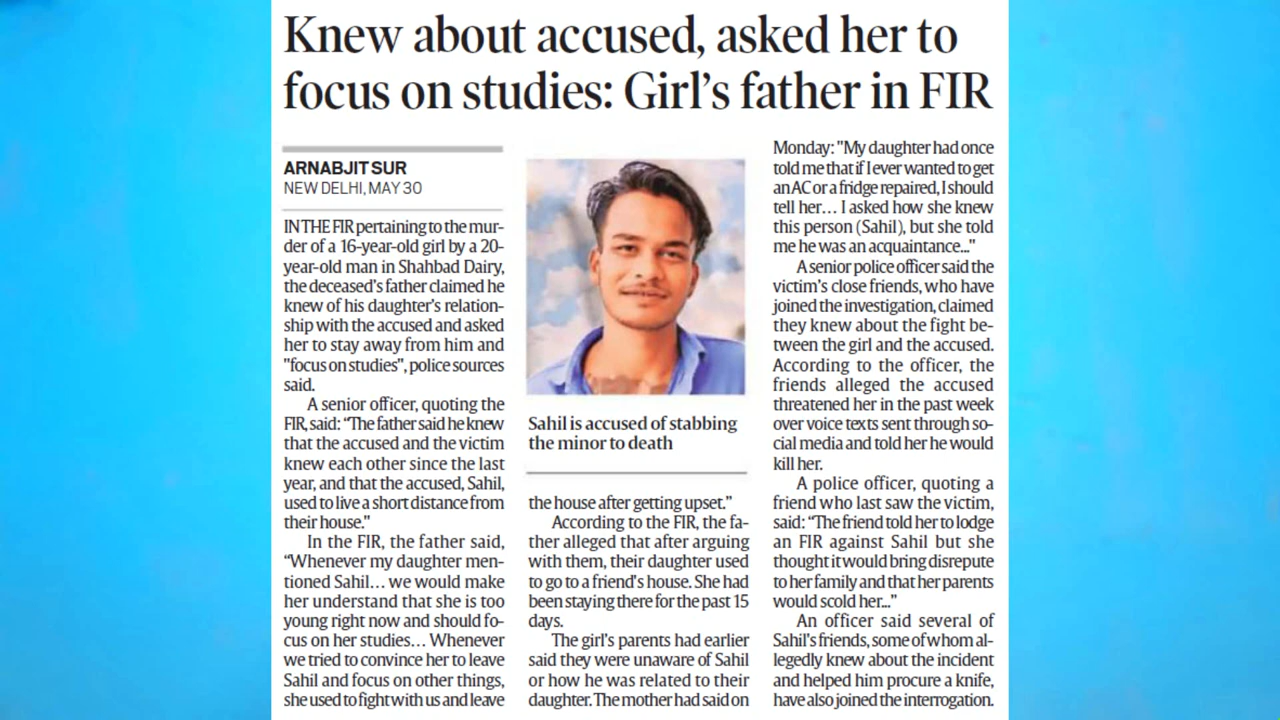 Knew about accused, asked her to
focus on studies: Girl's father in FIR
ARNABJIT SUR
NEW DELHI, MAY 30
IN THE FIR pertaining to the mur-
der of a 16-year-old girl by a 20-
year-old man in Shahbad Dairy,
the deceased's father claimed he
knew of his daughter's relation-
ship with the accused and asked
her to stay away from him and
"focus on studies", police sources
said.
A senior officer, quoting the
FIR, said: "The father said he knew
that the accused and the victim
knew each other since the last
year, and that the accused, Sahil,
used to live a short distance from
their house."
In the FIR, the father said,
"Whenever my daughter men-
tioned Sahil... we would make
her understand that she is too
young right now and should fo-
cus on her studies... Whenever
we tried to convince her to leave
Sahil and focus on other things,
she used to fight with us and leave
Sahil is accused of stabbing
the minor to death
the house after getting upset."
According to the FIR, the fa-
ther alleged that after arguing
with them, their daughter used
to go to a friend's house. She had
been staying there for the past 15
days.
The girl's parents had earlier
said they were unaware of Sahil
or how he was related to their
daughter. The mother had said on
Monday: "My daughter had once
told me that if I ever wanted to get
an AC or a fridge repaired, I should
tell her... I asked how she knew
this person (Sahil), but she told
me he was an acquaintance..."
A senior police officer said the
victim's close friends, who have
joined the investigation, claimed
they knew about the fight be-
tween the girl and the accused.
According to the officer, the
friends alleged the accused
threatened her in the past week
over voice texts sent through so-
cial media and told her he would
kill her.
A police officer, quoting a
friend who last saw the victim,
said: "The friend told her to lodge
an FIR against Sahil but she
thought it would bring disrepute
to her family and that her parents
would scold her..."
An officer said several of
Sahil's friends, some of whom al-
legedly knew about the incident
and helped him procure a knife,
have also joined the interrogation.